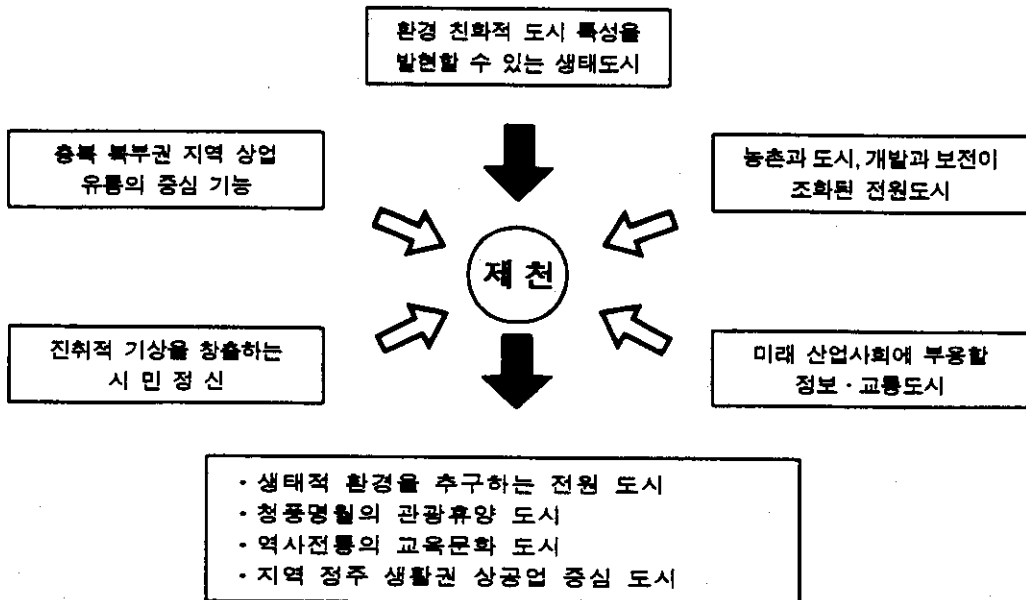 환경 친화적 도시 특성을
발현할 수 있는 생태도시
충북 북부권 지역 상업
유통의 중심 기능
농촌과 도시, 개발과 보전이
조화된 전원도시
제천
진취적 기상을 창출하는
시 민 정 신
미래 산업사회에 부응할
정보·교통도시
· 생태적 환경을 추구하는 전원 도시
· 청풍명월의 관광휴양 도시
· 역사전통의 교육문화 도시
· 지역 정주 생활권 상공업 중심 도시